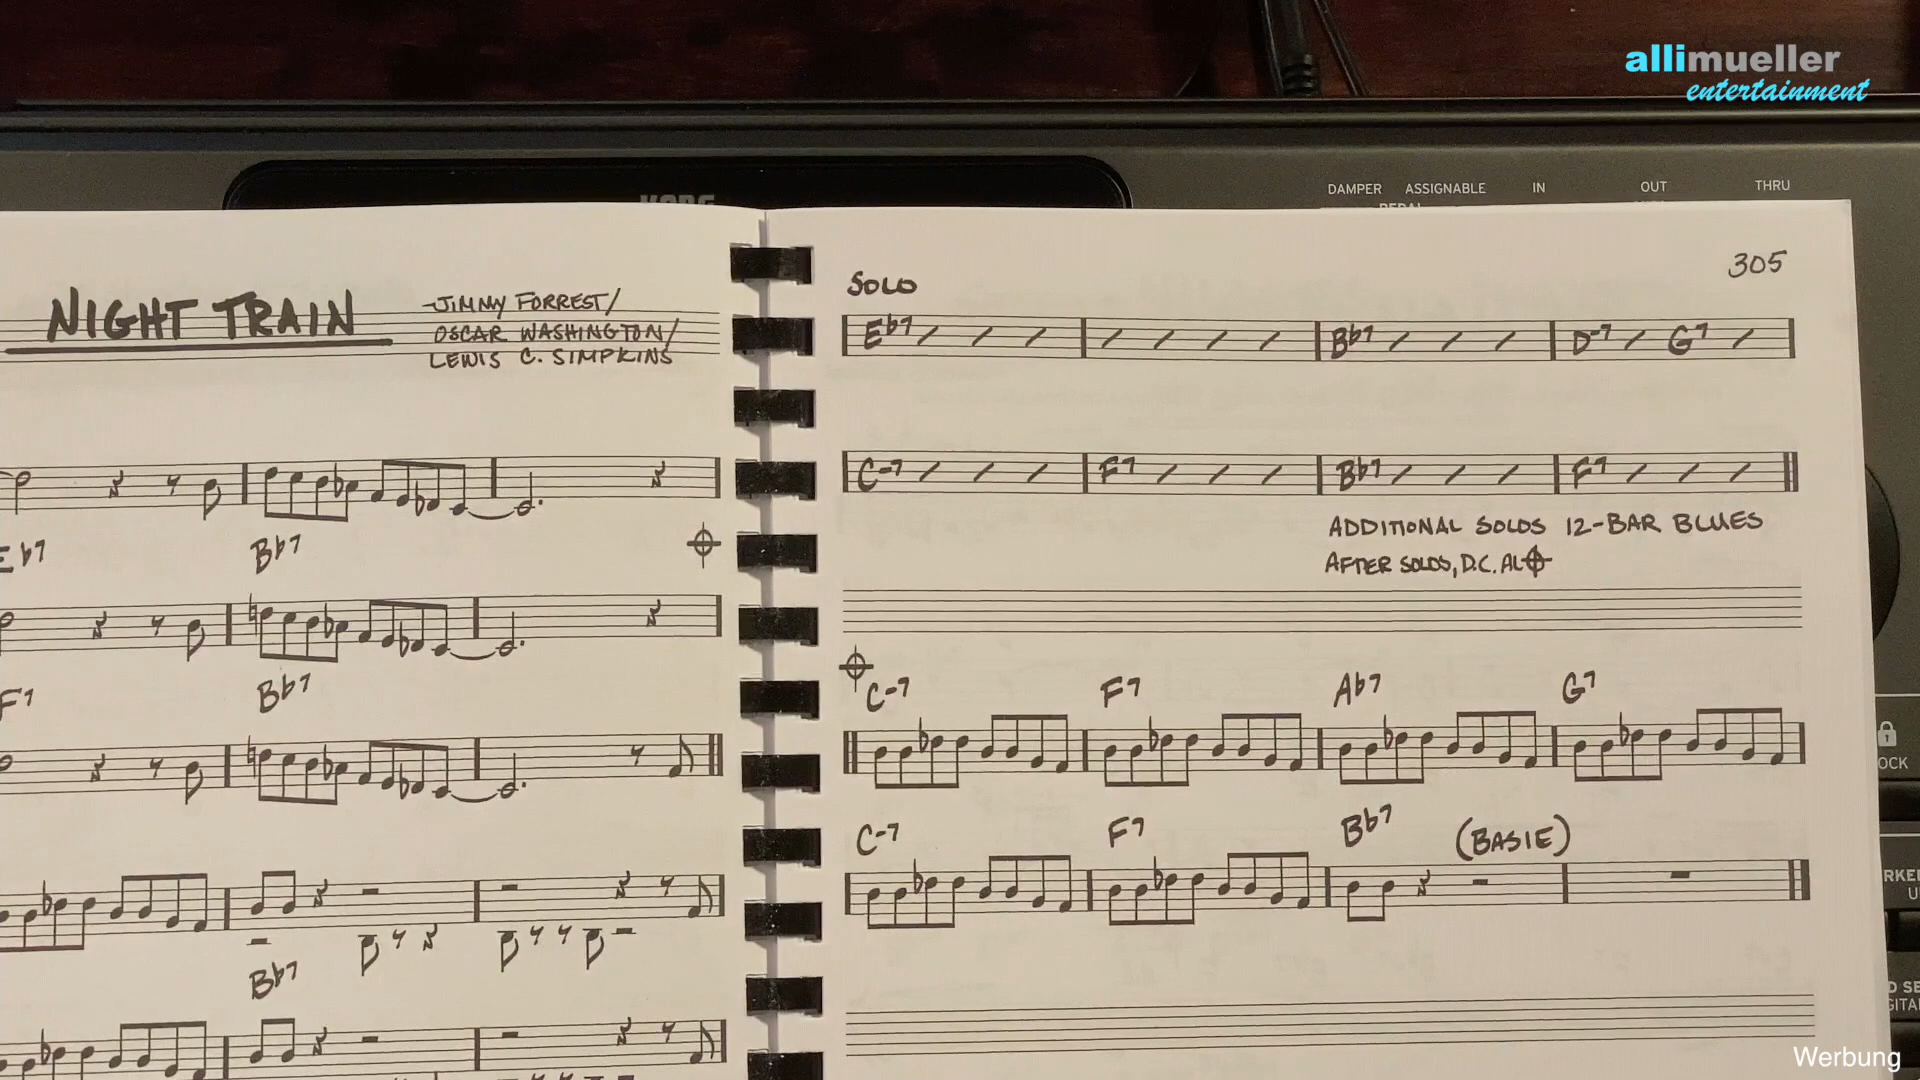 allimueller
entertainment
DAMPER ASSIGNABLE IN OUT THRU
KORG
NIGHT TRAIN
JIMMY FORREST/
OSCAR WASHINGTON/
LEWIS C. SIMPKINS
Eb7 Bb7
F7 Bb7
Bb7
305
SOLO
Eb7 Bb7 D-7 G7
C-7 F7 Bb7 F7
ADDITIONAL SOLOS 12-BAR BLUES
AFTER SOLOS, D.C. AL
C-7 F7 Ab7 G7
C-7 F7 Bb7 (BASIE)
Werbung